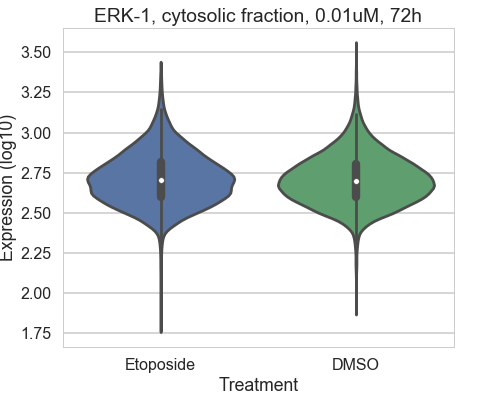 ERK-1, cytosolic fraction, 0.01uM, 72h
Expression (log10)
3.50
3.25
3.00
2.75
2.50
2.25
2.00
1.75
Etoposide DMSO
Treatment